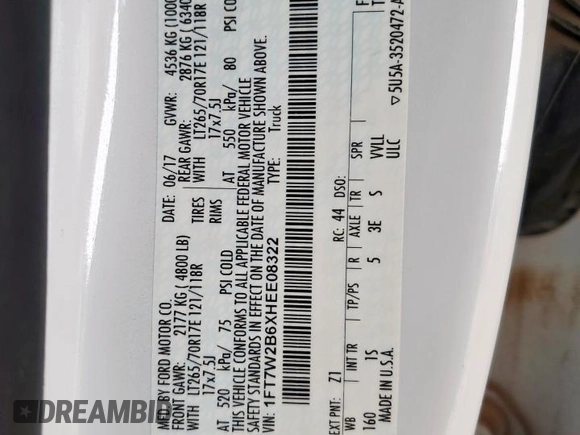 MFD. BY FORD MOTOR CO.
DATE: 06/17 GVWR: 4536 KG (1000
FRONT GAWR: 2177 KG ( 4800 LB) REAR GAWR: 2876 KG ( 6340
WITH LT265/70R17E 121/118R TIRES WITH LT265/70R17E 121/118R
17x7.5J RIMS 17x7.5J
AT 520 kPa/ 75 PSI COLD AT 550 kPa/ 80 PSI CO
THIS VEHICLE CONFORMS TO ALL APPLICABLE FEDERAL MOTOR VEHICLE
SAFETY STANDARDS IN EFFECT ON THE DATE OF MANUFACTURE SHOWN ABOVE.
VIN: 1FT7W2B6XHEE08322 TYPE: Truck
EXT PNT: Z1 RC: 44 DSO:
WB INT TR TP/PS R AXLE TR SPR
160 1S 5 3E S VVLL
MADE IN U.S.A. ULC
5U5A-3520472-A
DREAMBID